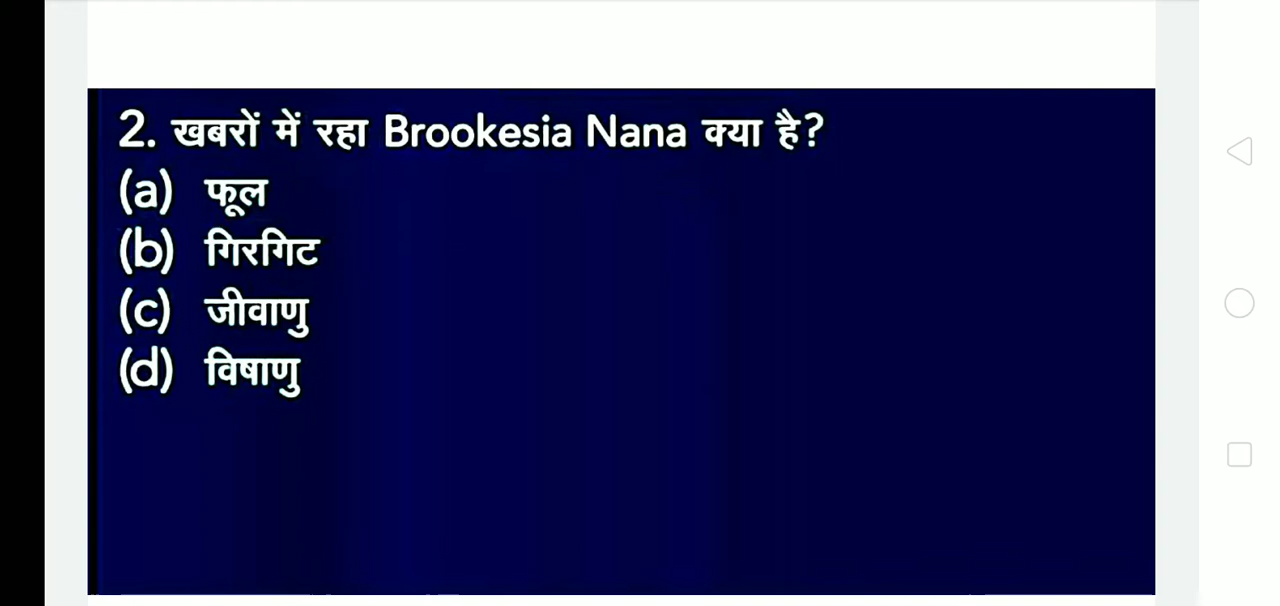 2. खबरों में रहा Brookesia Nana क्या है?
(a) फूल
(b) गिरगिट
(c) जीवाणु
(d) विषाणु